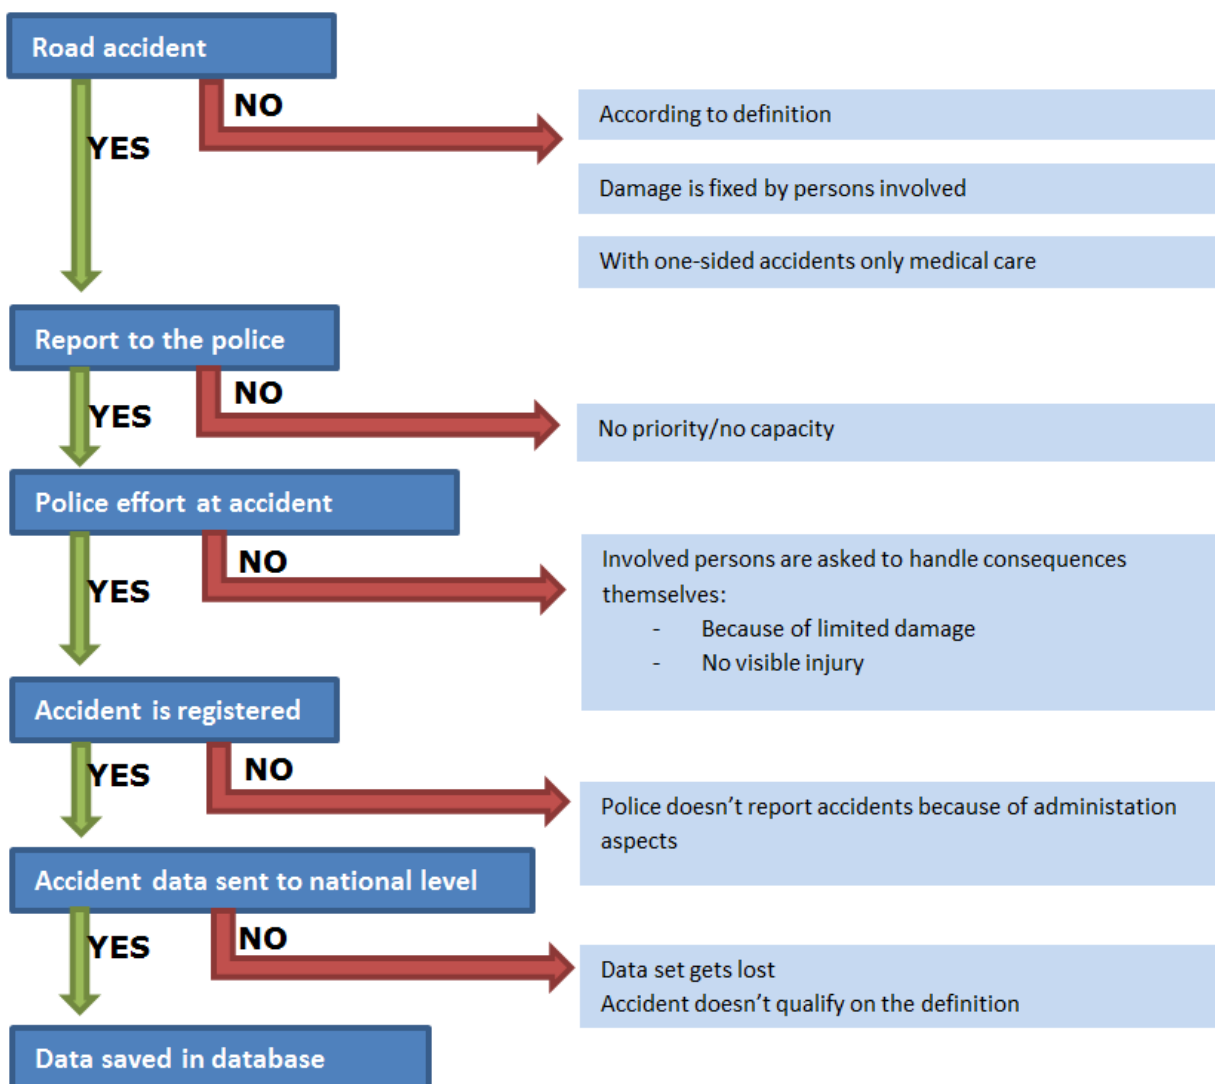 Road accident
NO
YES
According to definition
Damage is fixed by persons involved
With one-sided accidents only medical care
Report to the police
NO
YES
No priority/no capacity
Police effort at accident
NO
YES
Involved persons are asked to handle consequences
themselves:
- Because of limited damage
- No visible injury
Accident is registered
NO
YES
Police doesn't report accidents because of administation
aspects
Accident data sent to national level
NO
YES
Data set gets lost
Accident doesn't qualify on the definition
Data saved in database